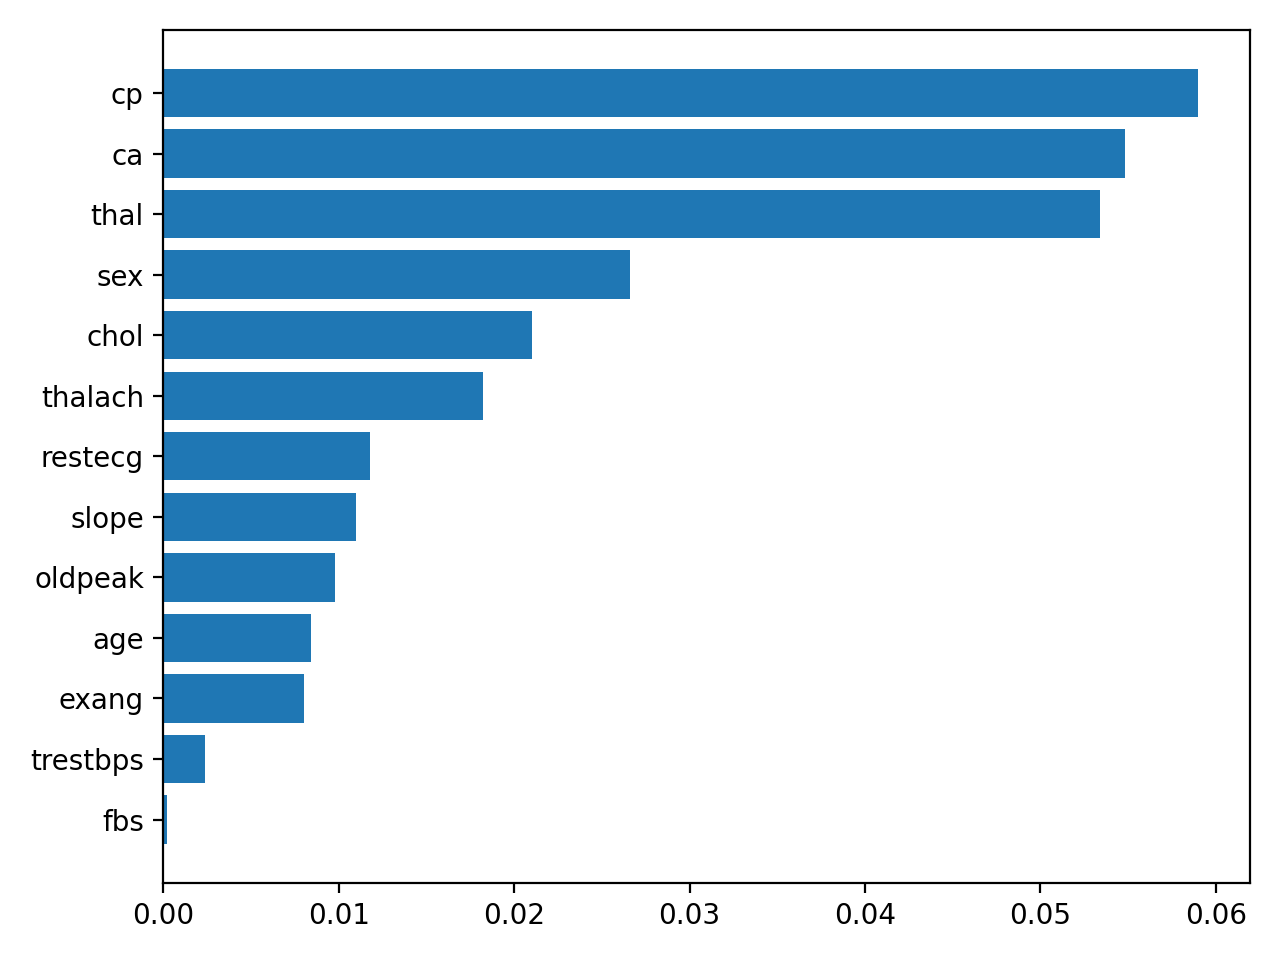 cp
ca
thal
sex
chol
thalach
restecg
slope
oldpeak
age
exang
trestbps
fbs
0.00 0.01 0.02 0.03 0.04 0.05 0.06